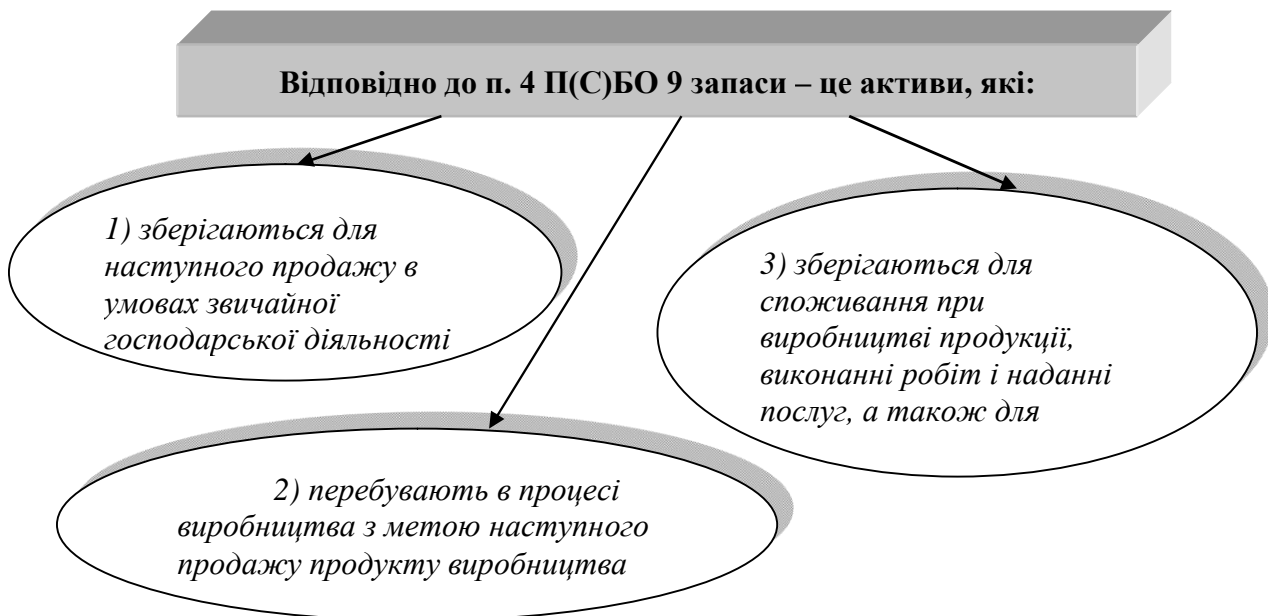 Відповідно до п. 4 П(С)БО 9 запаси – це активи, які:
1) зберігаються для
наступного продажу в
умовах звичайної
господарської діяльності
3) зберігаються для
споживання при
виробництві продукції,
виконанні робіт і наданні
послуг, а також для
2) перебувають в процесі
виробництва з метою наступного
продажу продукту виробництва